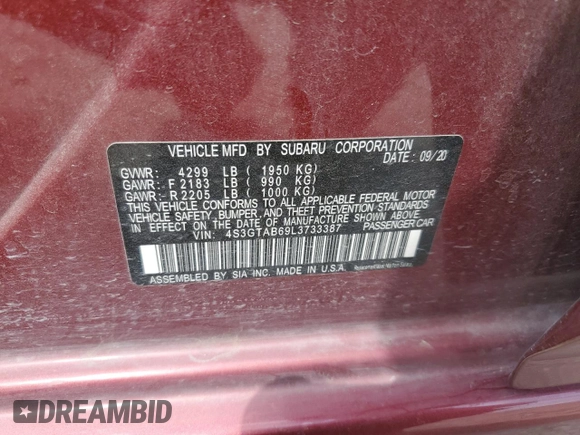 VEHICLE MFD BY SUBARU CORPORATION
DATE: 09/20
GVWR: 4299 LB ( 1950 KG)
GAWR: F 2183 LB ( 990 KG)
GAWR: R 2205 LB ( 1000 KG)
THIS VEHICLE CONFORMS TO ALL APPLICABLE FEDERAL MOTOR
VEHICLE SAFETY, BUMPER, AND THEFT PREVENTION STANDARDS
IN EFFECT ON THE DATE OF MANUFACTURE SHOWN ABOVE.
VIN: 4S3GTAB69L3733387 PASSENGER CAR
ASSEMBLED BY SIA INC. MADE IN U.S.A.
DREAMBID